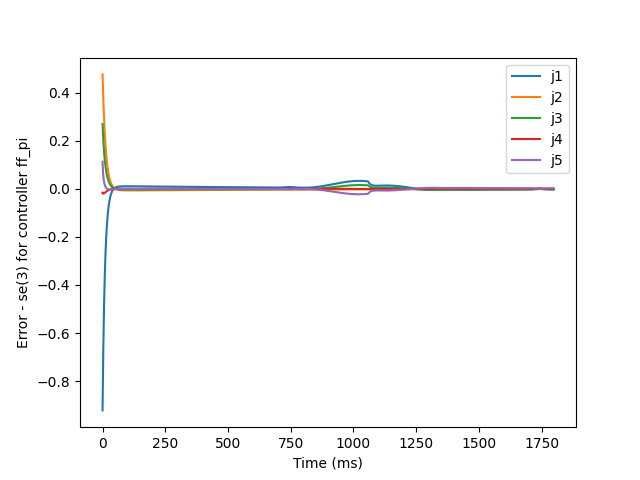 j1
j2
j3
j4
j5
0.4
0.2
0.0
−0.2
−0.4
−0.6
−0.8
Error - se(3) for controller ff_pi
0 250 500 750 1000 1250 1500 1750
Time (ms)